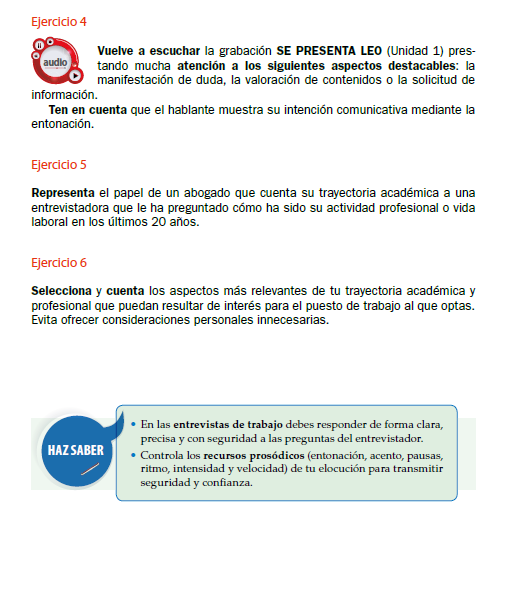 Ejercicio 4
audio
Vuelve a escuchar la grabación SE PRESENTA LEO (Unidad 1) pres-
tando mucha atención a los siguientes aspectos destacables: la
manifestación de duda, la valoración de contenidos o la solicitud de
información.
Ten en cuenta que el hablante muestra su intención comunicativa mediante la
entonación.
Ejercicio 5
Representa el papel de un abogado que cuenta su trayectoria académica a una
entrevistadora que le ha preguntado cómo ha sido su actividad profesional o vida
laboral en los últimos 20 años.
Ejercicio 6
Selecciona y cuenta los aspectos más relevantes de tu trayectoria académica y
profesional que puedan resultar de interés para el puesto de trabajo al que optas.
Evita ofrecer consideraciones personales innecesarias.
HAZ SABER
• En las entrevistas de trabajo debes responder de forma clara,
precisa y con seguridad a las preguntas del entrevistador.
• Controla los recursos prosódicos (entonación, acento, pausas,
ritmo, intensidad y velocidad) de tu elocución para transmitir
seguridad y confianza.